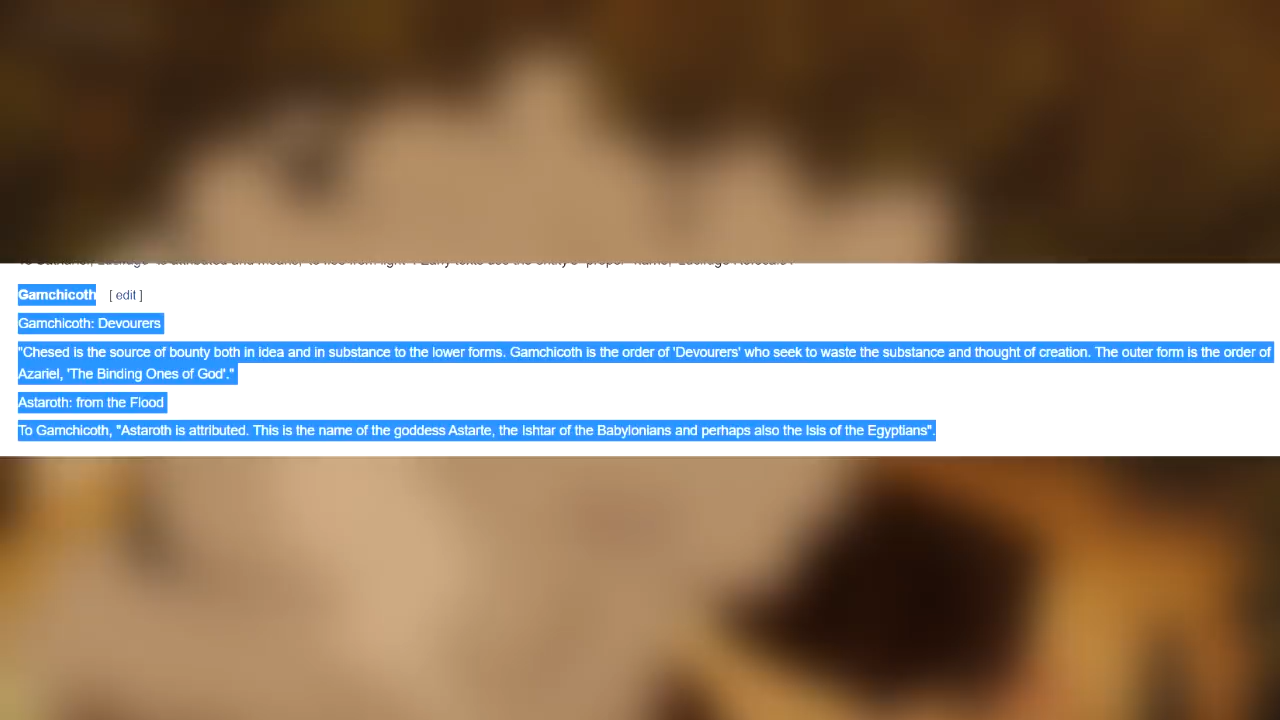 Gamchicoth [ edit ]
Gamchicoth: Devourers
"Chesed is the source of bounty both in idea and in substance to the lower forms. Gamchicoth is the order of 'Devourers' who seek to waste the substance and thought of creation. The outer form is the order of
Azariel, 'The Binding Ones of God'."
Astaroth: from the Flood
To Gamchicoth, "Astaroth is attributed. This is the name of the goddess Astarte, the Ishtar of the Babylonians and perhaps also the Isis of the Egyptians".